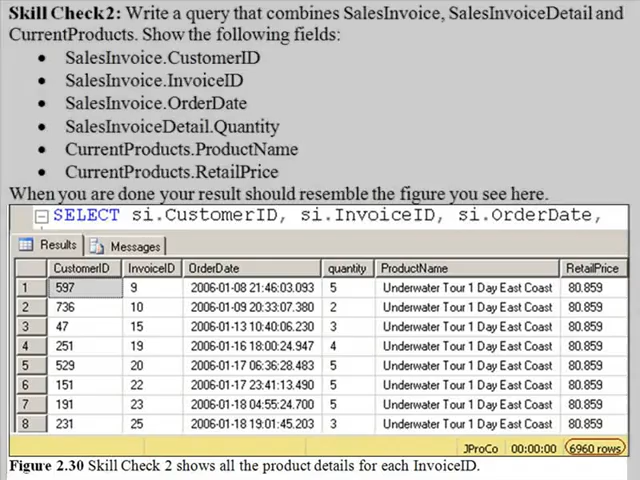 Skill Check2: Write a query that combines SalesInvoice, SalesInvoiceDetail and
CurrentProducts. Show the following fields:
• SalesInvoice.CustomerID
• SalesInvoice.InvoiceID
• SalesInvoice.OrderDate
• SalesInvoiceDetail.Quantity
• CurrentProducts.ProductName
• CurrentProducts.RetailPrice
When you are done your result should resemble the figure you see here.
SELECT si.CustomerID, si.InvoiceID, si.OrderDate,
Results Messages
CustomerID InvoiceID OrderDate quantity ProductName RetailPrice
1 597 9 2006-01-08 21:46:03.093 5 Underwater Tour 1 Day East Coast 80.859
2 736 10 2006-01-09 20:33:07.380 2 Underwater Tour 1 Day East Coast 80.859
3 47 15 2006-01-13 10:40:06.230 3 Underwater Tour 1 Day East Coast 80.859
4 251 19 2006-01-16 18:00:24.947 4 Underwater Tour 1 Day East Coast 80.859
5 529 20 2006-01-17 06:36:28.483 5 Underwater Tour 1 Day East Coast 80.859
6 151 22 2006-01-17 23:41:13.490 5 Underwater Tour 1 Day East Coast 80.859
7 191 23 2006-01-18 04:55:24.700 5 Underwater Tour 1 Day East Coast 80.859
8 231 25 2006-01-18 19:01:45.203 3 Underwater Tour 1 Day East Coast 80.859
JProCo 00:00:00 6960 rows
Figure 2.30 Skill Check 2 shows all the product details for each InvoiceID.